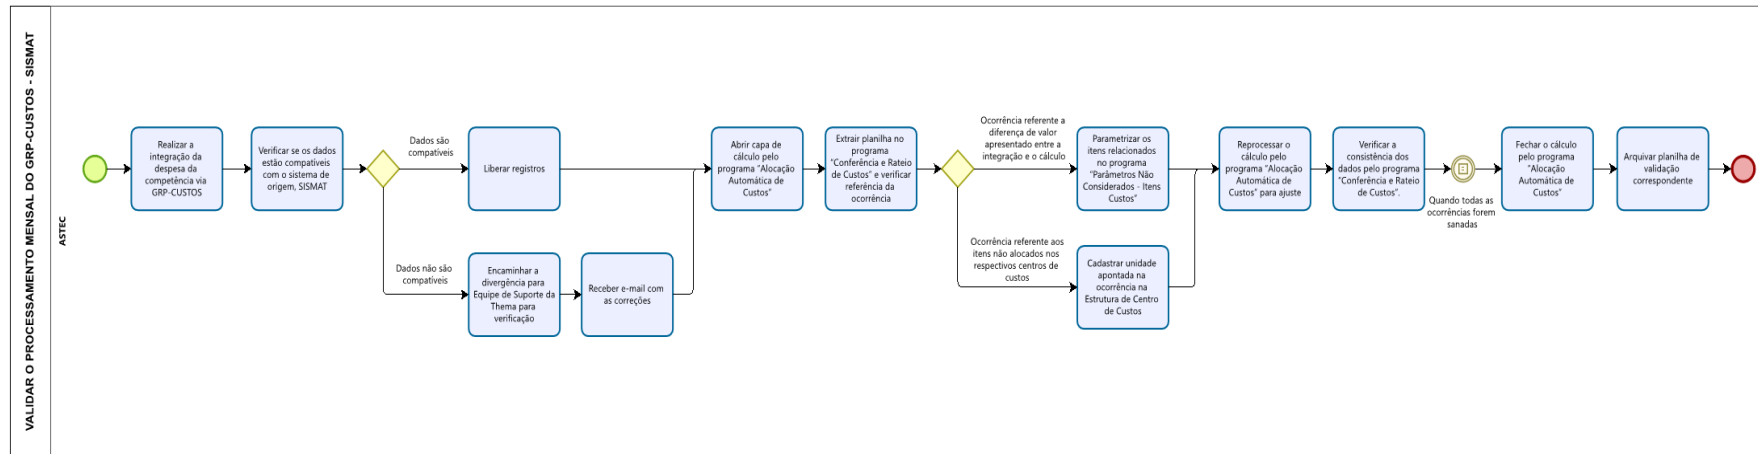 VALIDAR O PROCESSAMENTO MENSAL DO GRP-CUSTOS - SISMAT
ASTEC
Realizar a
integração da
despesa da
competência via
GRP-CUSTOS
Verificar se os dados
estão compatíveis
com o sistema de
origem, SISMAT
Dados são
compatíveis
Liberar registros
Dados não são
compatíveis
Encaminhar a
divergência para
Equipe de Suporte da
Thema para
verificação
Receber e-mail com
as correções
Abrir capa de
cálculo pelo
programa "Alocação
Automática de
Custos"
Extrair planilha no
programa
"Conferência e Rateio
de Custos" e verificar
referência da
ocorrência
Ocorrência referente a
diferença de valor
apresentado entre a
integração e o cálculo
Parametrizar os
itens relacionados
no programa
"Parâmetros Não
Considerados - Itens
Custos"
Ocorrência referente aos
itens não alocados nos
respectivos centros de
custos
Cadastrar unidade
apontada na
ocorrência na
Estrutura de Centro
de Custos
Reprocessar o
cálculo pelo
programa "Alocação
Automática de
Custos" para ajuste
Verificar a
consistência dos
dados pelo programa
"Conferência e Rateio
de Custos".
Quando todas as
ocorrências forem
sanadas
Fechar o cálculo
pelo programa
"Alocação
Automática de
Custos"
Arquivar planilha de
validação
correspondente